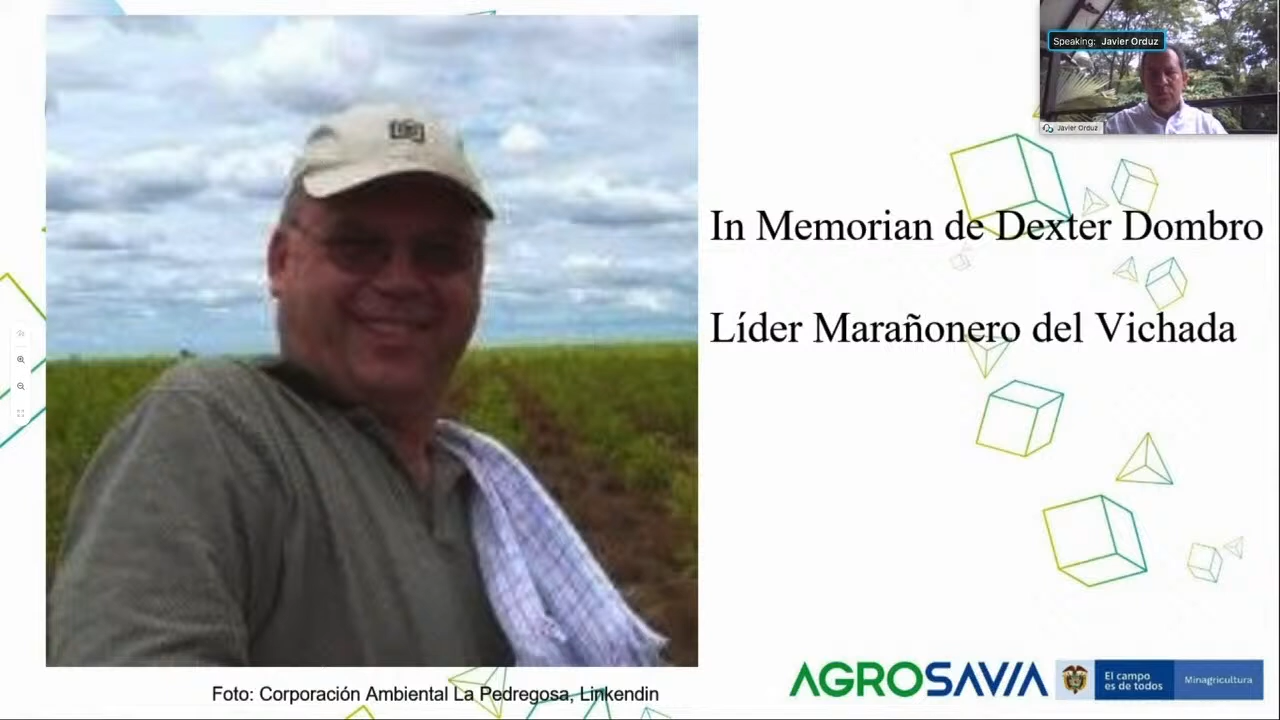 Speaking: Javier Orduz
Javier Orduz
In Memorian de Dexter Dombro
Líder Marañonero del Vichada
Foto: Corporación Ambiental La Pedregosa, Linkendin
AGROSAVIA
El campo
es de todos
Minagricultura